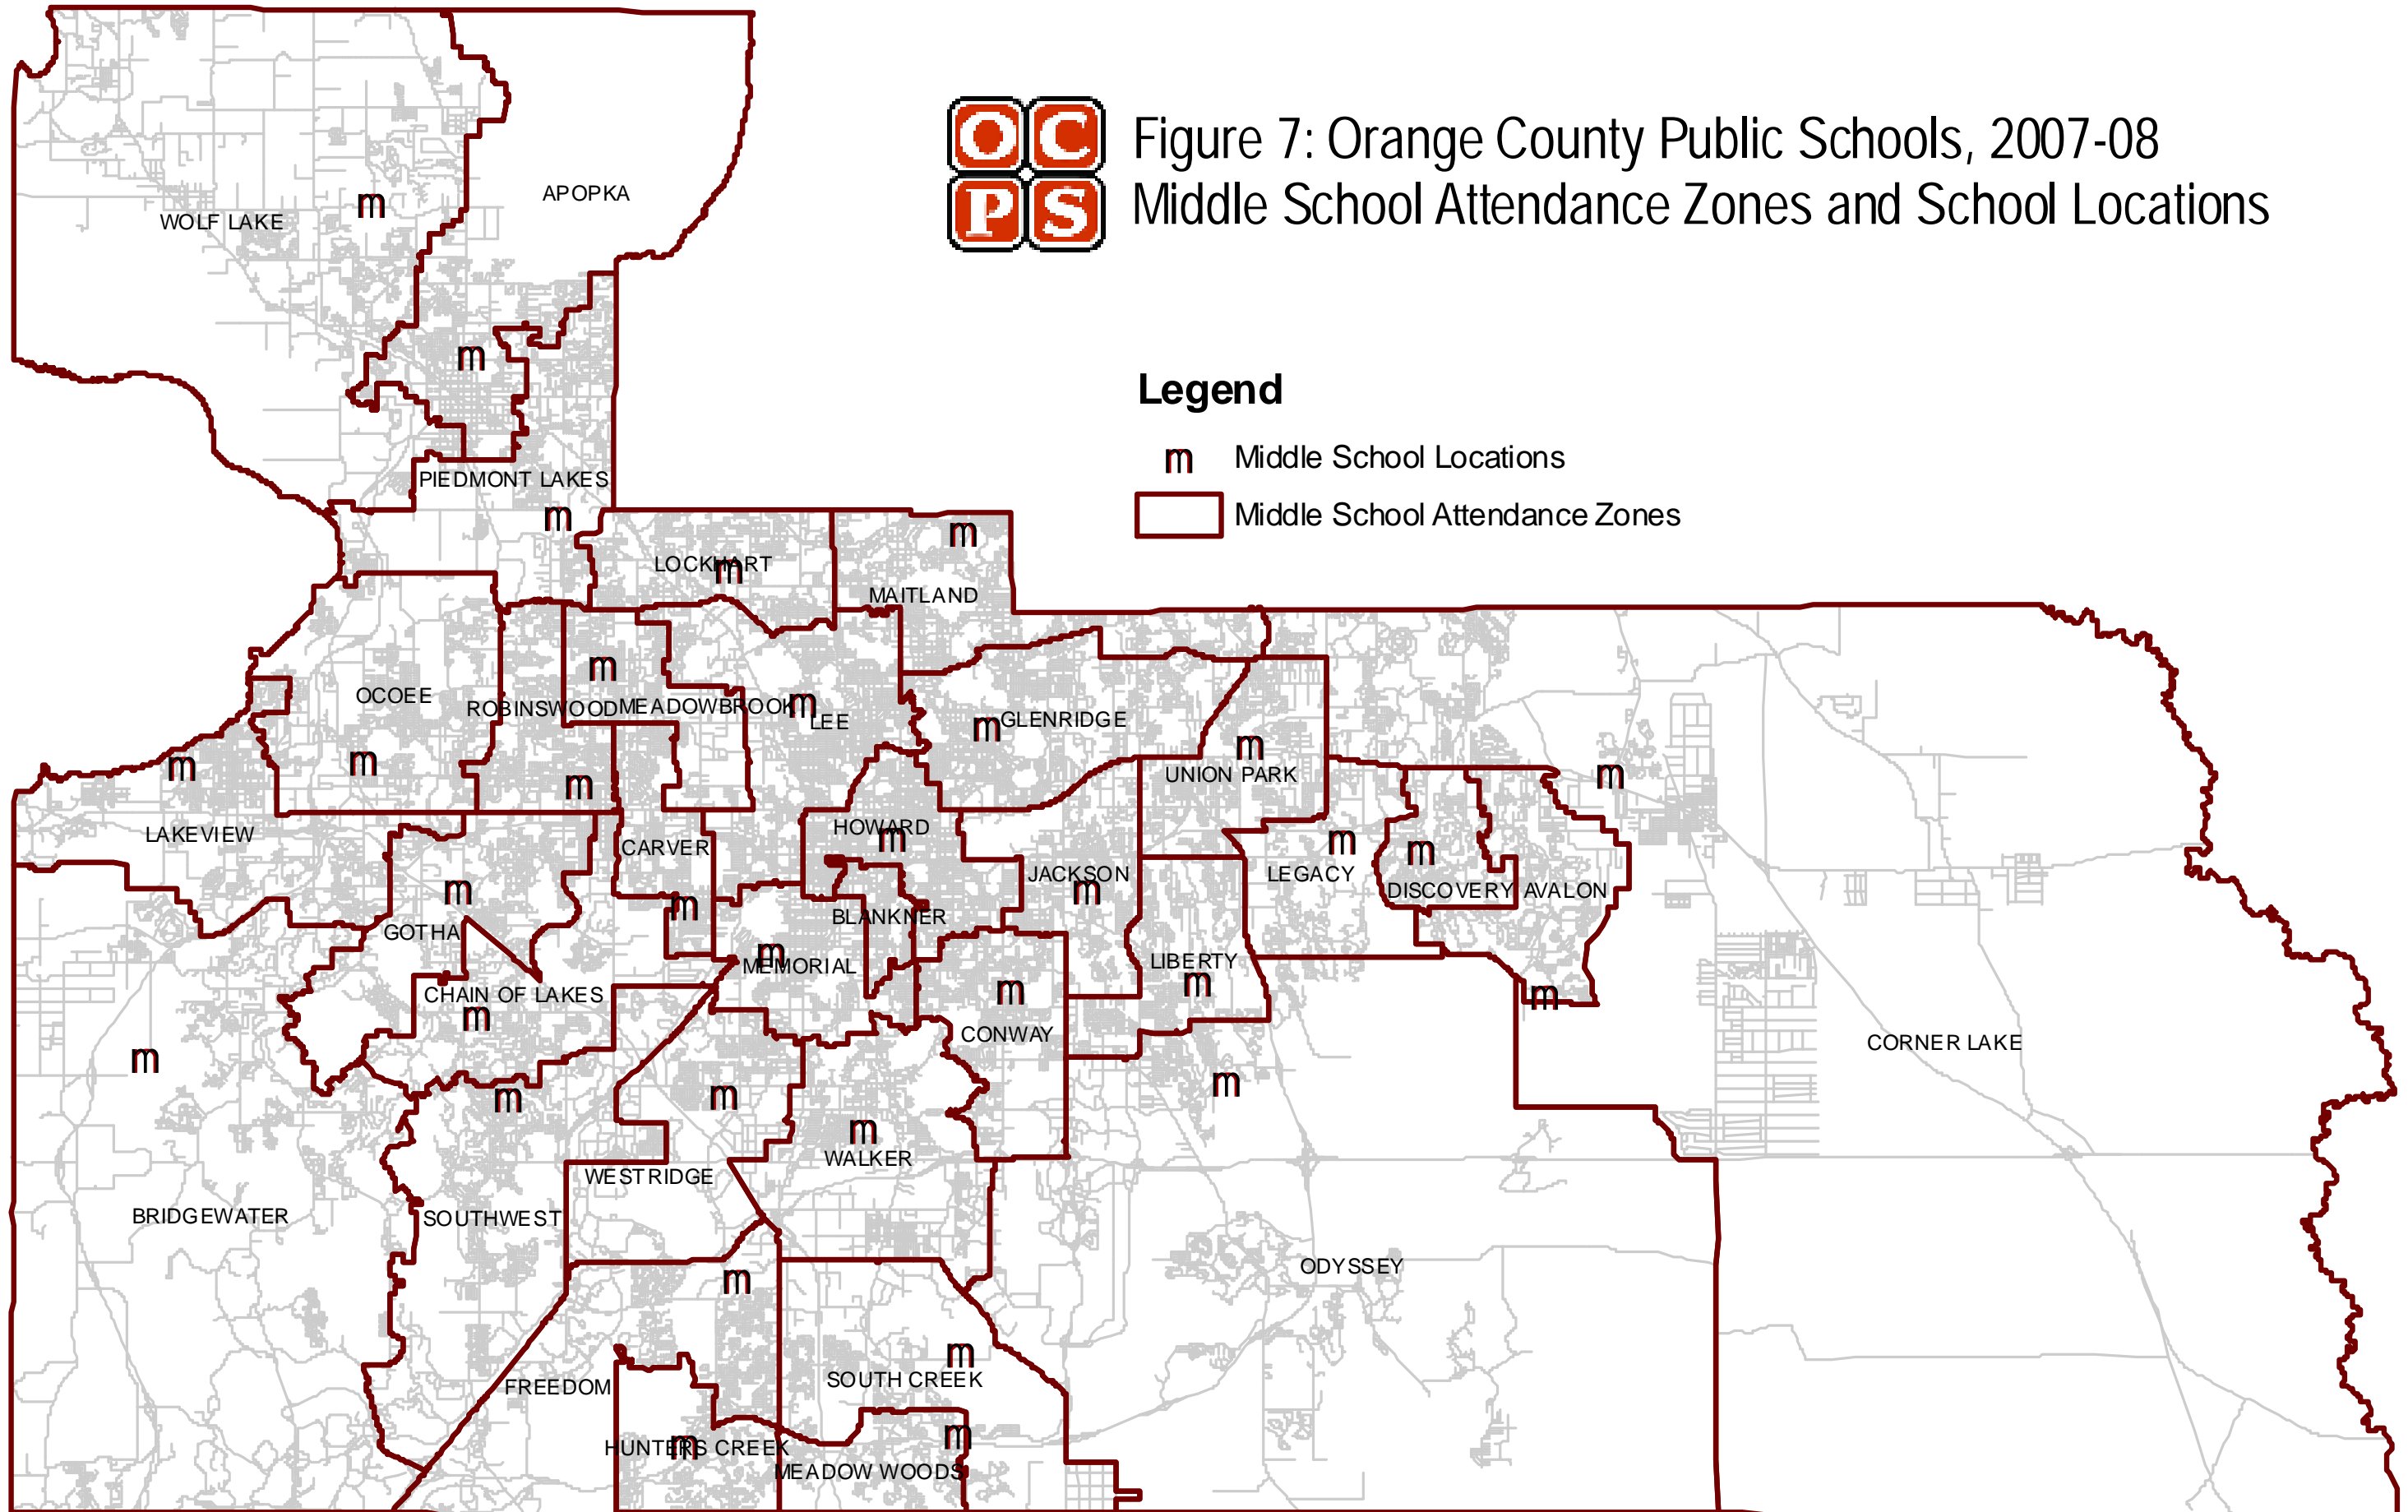 O C
P S
Figure 7: Orange County Public Schools, 2007-08
Middle School Attendance Zones and School Locations
Legend
m Middle School Locations
Middle School Attendance Zones
WOLF LAKE
m
APOPKA
m
PIEDMONT LAKES
m
LOCKHART
m
m
MAITLAND
m
OCOEE
ROBINSWOOD
MEADOWBROOK
m
LEE
m
GLENRIDGE
m
UNION PARK
m
m
m
m
LAKEVIEW
HOWARD
m
CARVER
m
LEGACY
m
JACKSON
m
DISCOVERY
AVALON
m
m
BLANKNER
GOTHA
m
MEMORIAL
LIBERTY
m
m
m
CHAIN OF LAKES
m
CONWAY
CORNER LAKE
m
m
m
m
m
WALKER
WESTRIDGE
BRIDGEWATER
SOUTHWEST
ODYSSEY
m
m
SOUTH CREEK
FREEDOM
m
HUNTERS CREEK
m
MEADOW WOODS